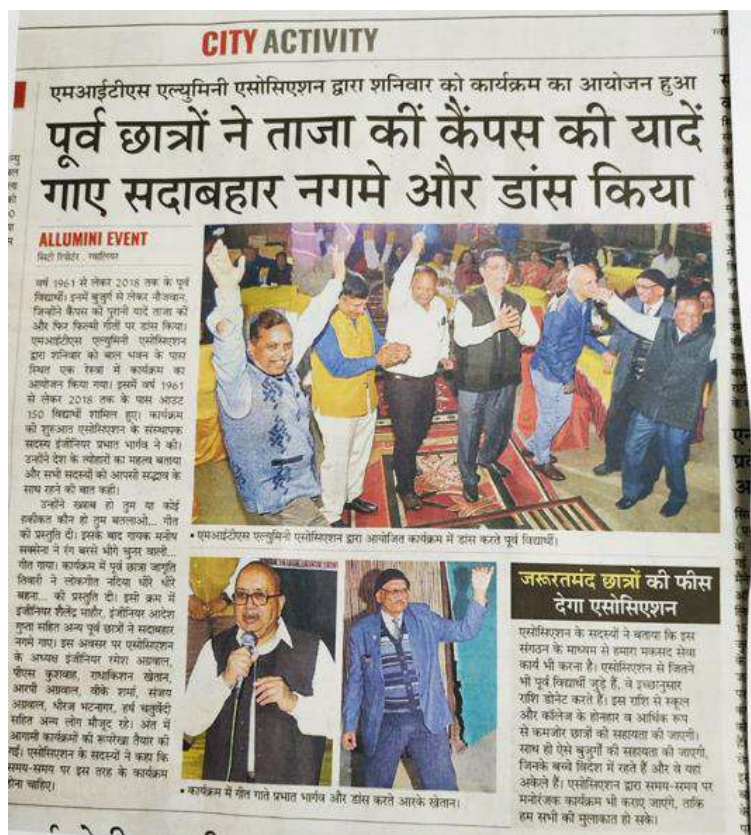 CITY ACTIVITY
एमआईटीएस एल्युमिनी एसोसिएशन द्वारा शनिवार को कार्यक्रम का आयोजन हुआ
पूर्व छात्रों ने ताजा कीं कैंपस की यादें
गाए सदाबहार नगमे और डांस किया
ALLUMINI EVENT
सिटी रिपोर्टर . ग्वालियर
वर्ष 1961 से लेकर 2018 तक के पूर्व
विद्यार्थी। इनमें बुजुर्ग से लेकर नौजवान,
जिन्होंने कैंपस की पुरानी यादें ताजा कीं
और फिर फिल्मी गीतों पर डांस किया।
एमआईटीएस एल्युमिनी एसोसिएशन
द्वारा शनिवार को बाल भवन के पास
स्थित एक रेस्त्रां में कार्यक्रम का
आयोजन किया गया। इसमें वर्ष 1961
से लेकर 2018 तक के पास आउट
150 विद्यार्थी शामिल हुए। कार्यक्रम
की शुरुआत एसोसिएशन के संस्थापक
सदस्य इंजीनियर प्रभात भार्गव ने की।
उन्होंने देश के त्योहारों का महत्व बताया
और सभी सदस्यों को आपसी सद्भाव के
साथ रहने की बात कही।
उन्होंने ख्वाब हो तुम या कोई
हकीकत कौन हो तुम बतलाओ... गीत
की प्रस्तुति दी। इसके बाद गायक मनीष
सक्सेना ने रंग बरसे भीगे चुनर वाली...
गीत गाया। कार्यक्रम में पूर्व छात्रा जागृति
तिवारी ने लोकगीत नदिया धीरे धीरे
बहना... की प्रस्तुति दी। इसी क्रम में
इंजीनियर शैलेंद्र माहौर, इंजीनियर आदेश
गुप्ता सहित अन्य पूर्व छात्रों ने सदाबहार
नगमे गाए। इस अवसर पर एसोसिएशन
के अध्यक्ष इंजीनियर रमेश अग्रवाल,
पीएस कुशवाह, राधाकिशन खेतान,
आरपी अग्रवाल, वीके शर्मा, संजय
अग्रवाल, धीरज भटनागर, हर्ष चतुर्वेदी
सहित अन्य लोग मौजूद रहे। अंत में
आगामी कार्यक्रमों की रूपरेखा तैयार की
गई। एसोसिएशन के सदस्यों ने कहा कि
समय-समय पर इस तरह के कार्यक्रम
होना चाहिए।
• एमआईटीएस एल्युमिनी एसोसिएशन द्वारा आयोजित कार्यक्रम में डांस करते पूर्व विद्यार्थी।
• कार्यक्रम में गीत गाते प्रभात भार्गव और डांस करते आरके खेतान।
जरूरतमंद छात्रों की फीस
देगा एसोसिएशन
एसोसिएशन के सदस्यों ने बताया कि इस
संगठन के माध्यम से हमारा मकसद सेवा
कार्य भी करना है। एसोसिएशन से जितने
भी पूर्व विद्यार्थी जुड़े हैं, वे इच्छानुसार
राशि डोनेट करते हैं। इस राशि से स्कूल
और कॉलेज के होनहार व आर्थिक रूप
से कमजोर छात्रों की सहायता की जाएगी।
साथ ही ऐसे बुजुर्गों की सहायता की जाएगी,
जिनके बच्चे विदेश में रहते हैं और वे यहां
अकेले हैं। एसोसिएशन द्वारा समय-समय पर
मनोरंजक कार्यक्रम भी कराए जाएंगे, ताकि
हम सभी की मुलाकात हो सके।